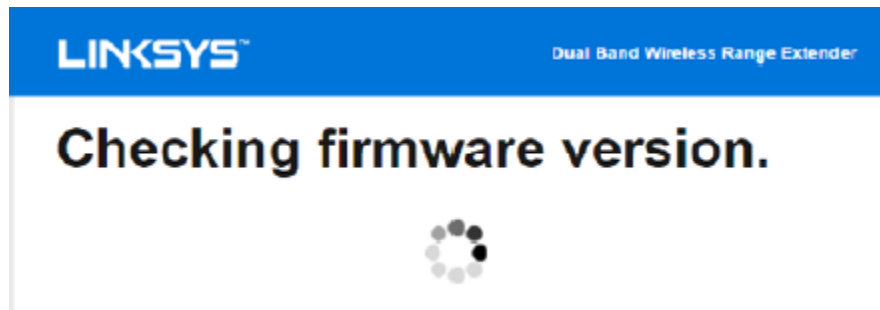 LINKSYS™
Dual Band Wireless Range Extender
Checking firmware version.